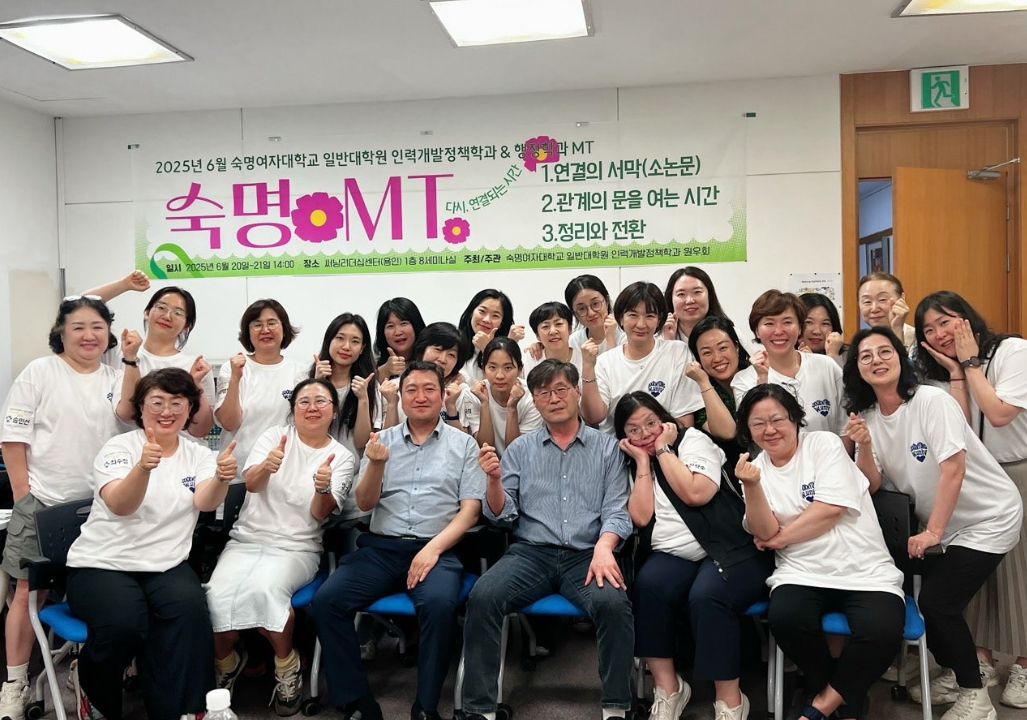 2025년 6월 숙명여자대학교 일반대학원 인력개발정책학과 & 행정학과 MT
숙명 MT
다시, 연결되는 시간
1.연결의 서막(소논문)
2.관계의 문을 여는 시간
3.정리와 전환
일시 2025년 6월 20일~21일 14:00 장소 써닝리더십센터(용인) 1층 8세미나실 주최/주관 숙명여자대학교 일반대학원 인력개발정책학과 원우회